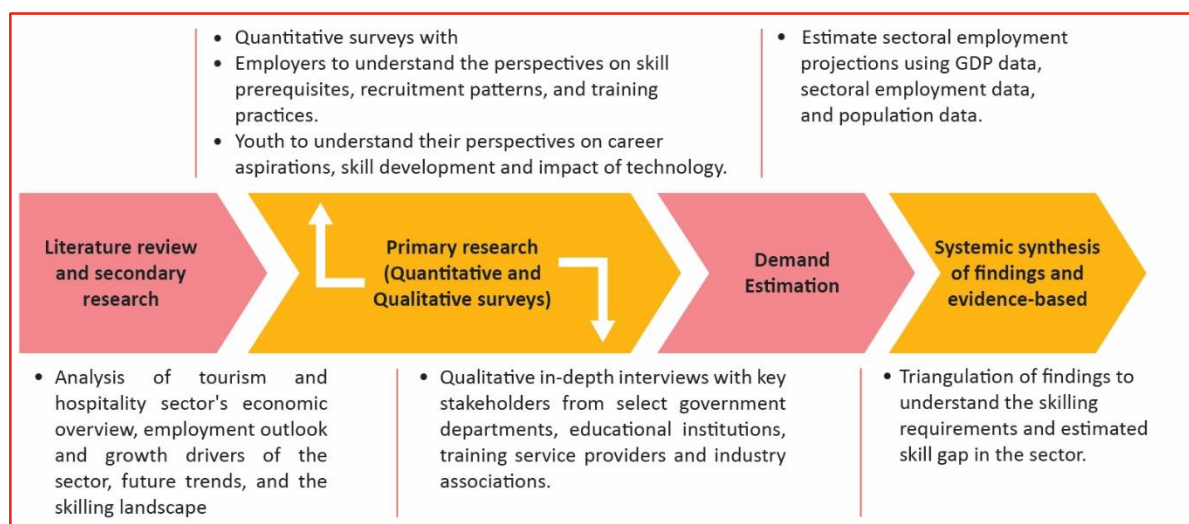 • Quantitative surveys with
• Employers to understand the perspectives on skill
prerequisites, recruitment patterns, and training
practices.
• Youth to understand their perspectives on career
aspirations, skill development and impact of technology.
• Estimate sectoral employment
projections using GDP data,
sectoral employment data,
and population data.
Literature review
and secondary
research
Primary research
(Quantitative and
Qualitative surveys)
Demand
Estimation
Systemic synthesis
of findings and
evidence-based
• Analysis of tourism and
hospitality sector's economic
overview, employment outlook
and growth drivers of the
sector, future trends, and the
skilling landscape
• Qualitative in-depth interviews with key
stakeholders from select government
departments, educational institutions,
training service providers and industry
associations.
• Triangulation of findings to
understand the skilling
requirements and estimated
skill gap in the sector.